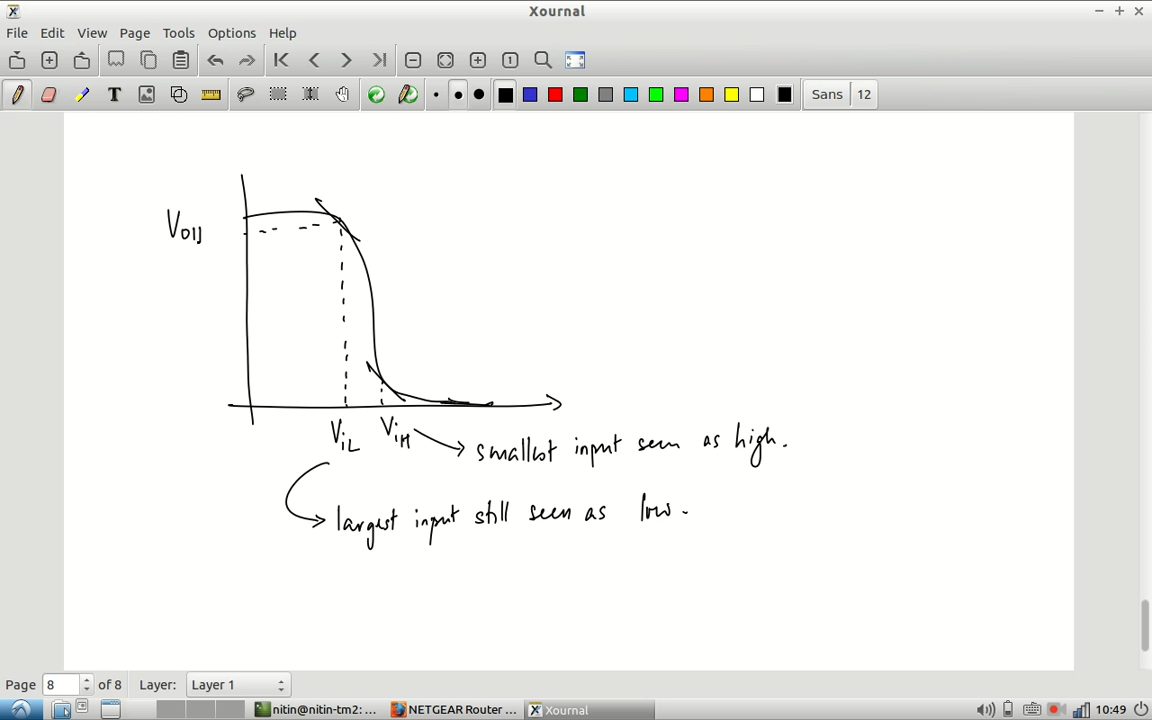 Xournal
File Edit View Page Tools Options Help
Sans 12
ViL ViH
smallest input seen as high.
largest input still seen as low.
Page 8 of 8 Layer: Layer 1
nitin@nitin-tm2: ... NETGEAR Router ... Xournal 10:49